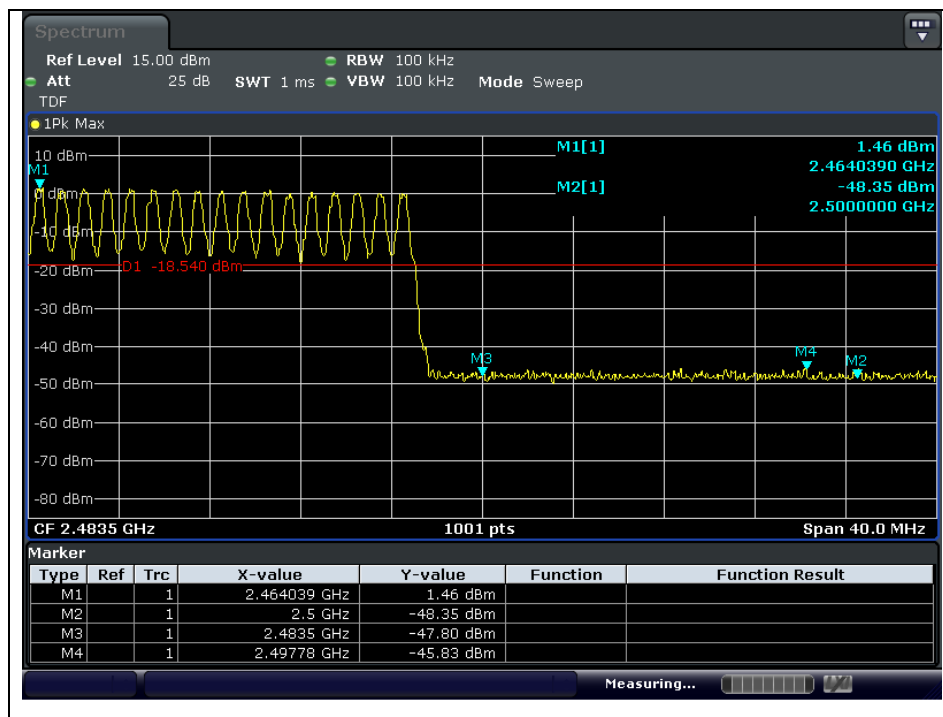 Spectrum
Ref Level 15.00 dBm RBW 100 kHz
Att 25 dB SWT 1 ms VBW 100 kHz Mode Sweep
TDF
1Pk Max
M1[1] 1.46 dBm
2.4640390 GHz
M2[1] -48.35 dBm
2.5000000 GHz
10 dBm
M1
0 dBm
-10 dBm
D1 -18.540 dBm
-20 dBm
-30 dBm
-40 dBm
M3 M4 M2
-50 dBm
-60 dBm
-70 dBm
-80 dBm
CF 2.4835 GHz 1001 pts Span 40.0 MHz
Marker
Type Ref Trc X-value Y-value Function Function Result
M1 1 2.464039 GHz 1.46 dBm
M2 1 2.5 GHz -48.35 dBm
M3 1 2.4835 GHz -47.80 dBm
M4 1 2.49778 GHz -45.83 dBm
Measuring...